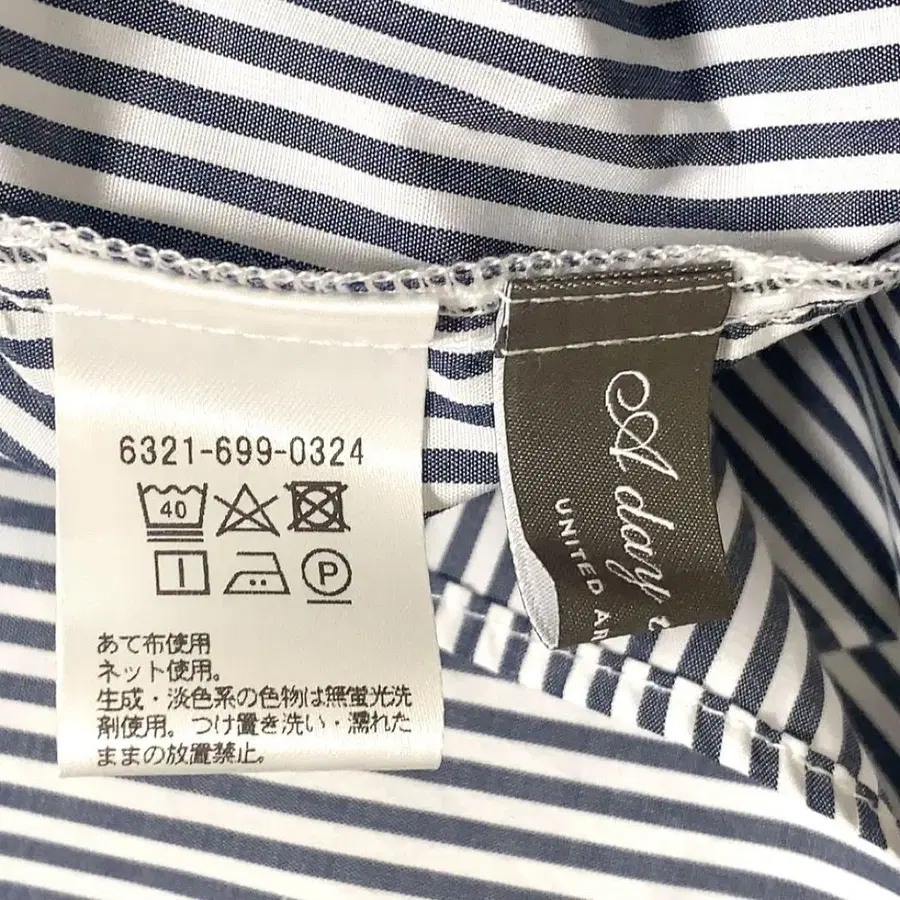 6321-699-0324
40
P
あて布使用
ネット使用。
生成・淡色系の色物は無蛍光洗
剤使用。つけ置き洗い・濡れた
ままの放置禁止。
A day
UNITED